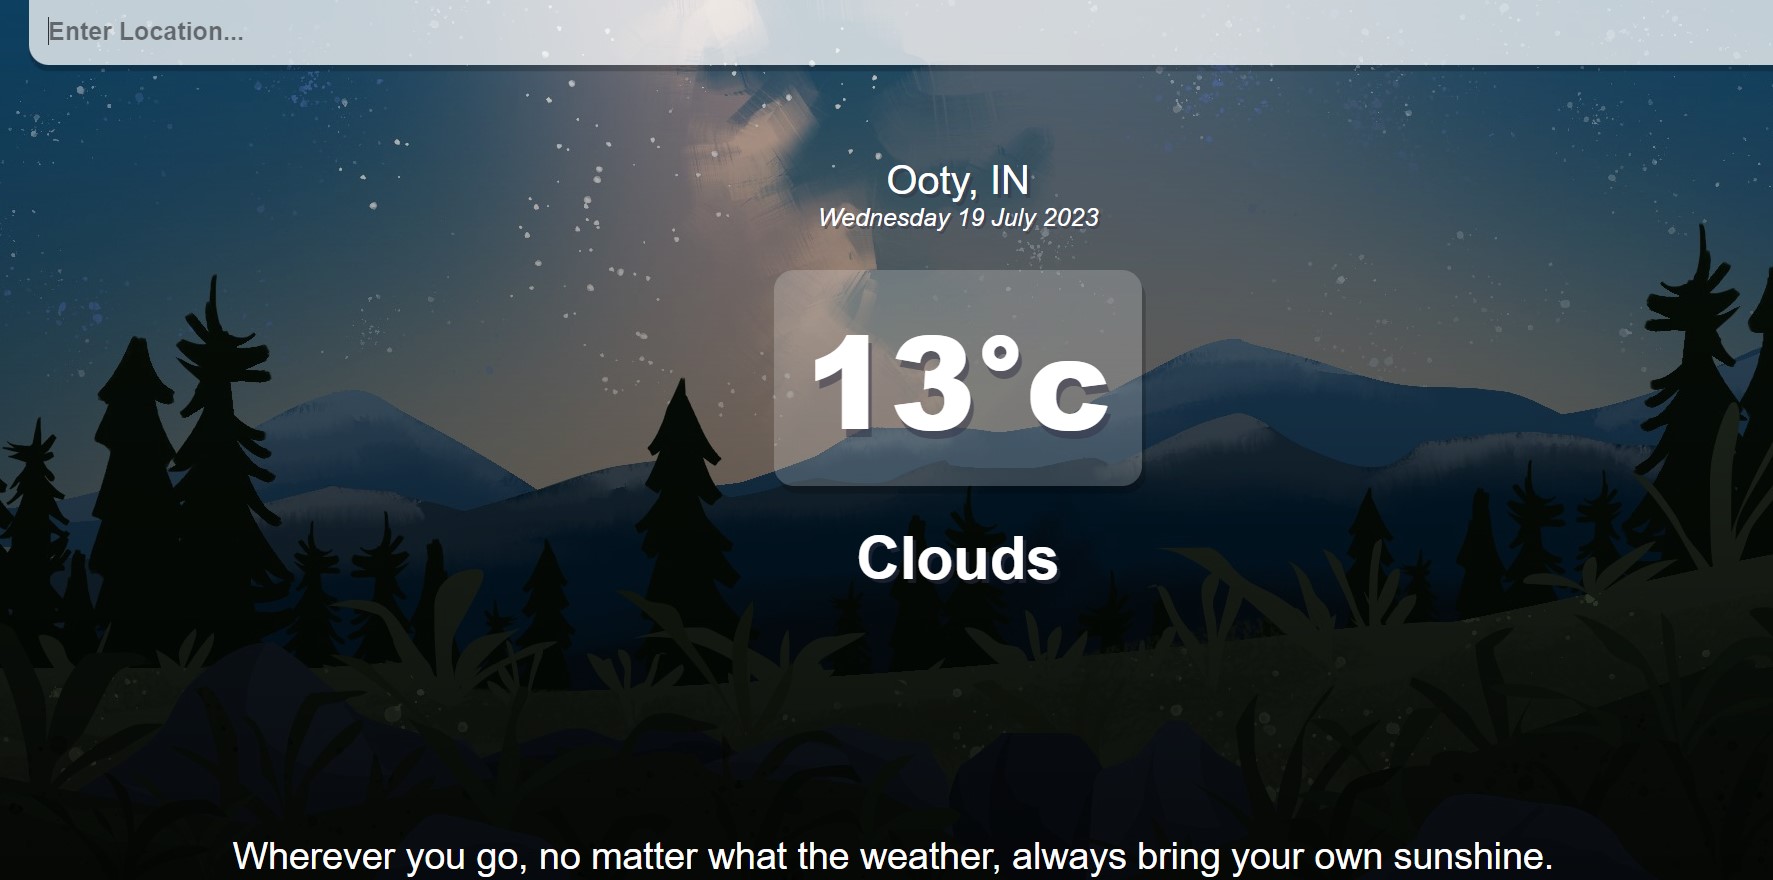 Enter Location...
Ooty, IN
Wednesday 19 July 2023
13°c
Clouds
Wherever you go, no matter what the weather, always bring your own sunshine.